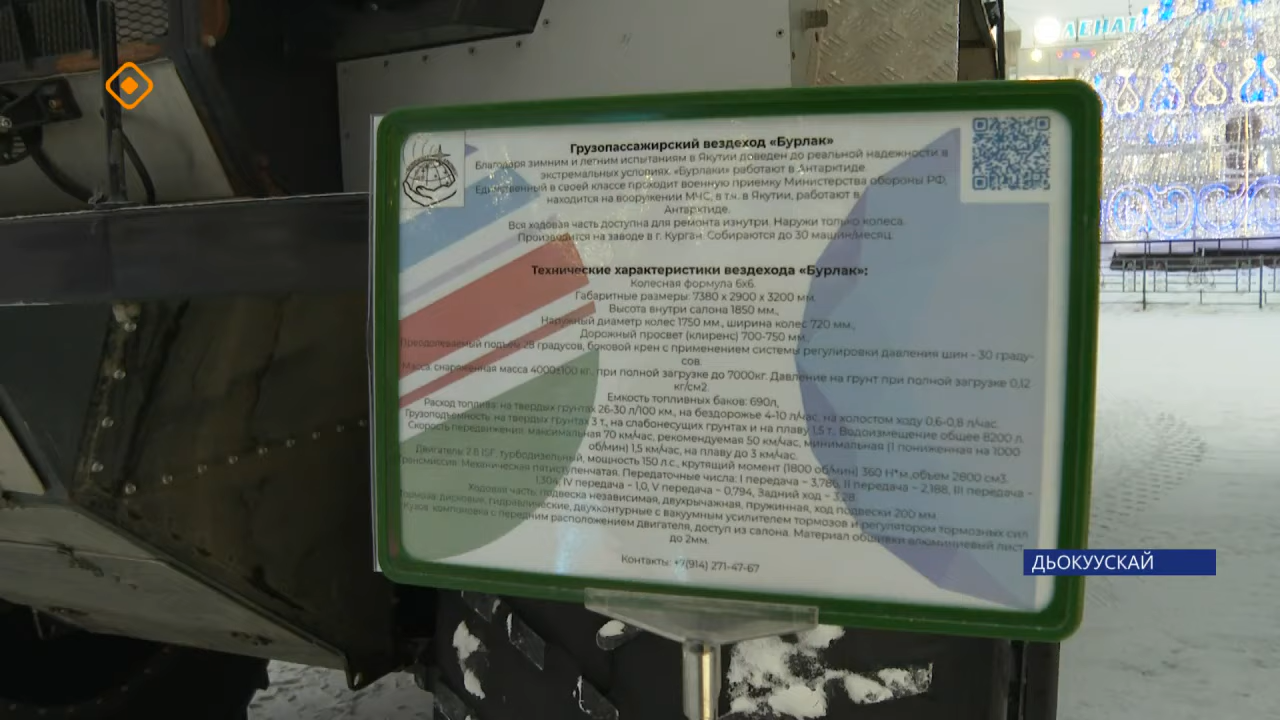 ЛЕНА
Грузопассажирский вездеход «Бурлак»
Благодаря зимним и летним испытаниям в Якутии доведен до реальной надежности в
экстремальных условиях. «Бурлаки» работают в Антарктиде
Единственный в своей классе проходит военную приемку Министерства обороны РФ,
находится на вооружении МЧС, в т.ч. в Якутии, работают в
Антарктиде.
Вся ходовая часть доступна для ремонта изнутри. Наружи только колеса.
Производится на заводе в г. Курган. Собираются до 30 машин/месяц.
Технические характеристики вездехода «Бурлак»:
Колесная формула 6х6.
Габаритные размеры: 7380 х 2900 х 3200 мм.
Высота внутри салона 1850 мм.,
Наружный диаметр колес 1750 мм., ширина колес 720 мм.,
Дорожный просвет (клиренс) 700-750 мм.,
Преодолеваемый подъем 28 градусов, боковой крен с применением системы регулировки давления шин – 30 граду-
сов.
Масса: снаряженная масса 4000±100 кг., при полной загрузке до 7000кг. Давление на грунт при полной загрузке 0,12
кг/см2.
Емкость топливных баков: 690л,
Расход топлива: на твердых грунтах 26-30 л/100 км, на бездорожье 4-10 л/час, на холостом ходу 0,6-0,8 л/час.
Грузоподъемность: на твердых грунтах 3 т., на слабонесущих грунтах и на плаву 1,5 т. Водоизмещение общее 8200 л.
Скорость передвижения: максимальная 70 км/час, рекомендуемая 50 км/час, минимальная (1 пониженная на 1000
об/мин) 1,5 км/час, на плаву до 3 км/час.
Двигатель: 2.8 ISF, турбодизельный, мощность 150 л.с., крутящий момент (1800 об/мин) 360 Н*м,объем 2800 см3.
Трансмиссия: Механическая пятиступенчатая. Передаточные числа: I передача – 3,786, II передача – 2,188, III передача –
1,304, IV передача – 1,0, V передача – 0,794, Задний ход – 3,28.
Ходовая часть: подвеска независимая, двухрычажная, пружинная, ход подвески 200 мм.
Тормоза: дисковые, гидравлические, двухконтурные с вакуумным усилителем тормозов и регулятором тормозных сил
Кузов: компоновка с передним расположением двигателя, доступ из салона. Материал обшивки алюминиевый лист
до 2мм.
Контакты: +7(914) 271-47-67
ДЬОКУУСКАЙ